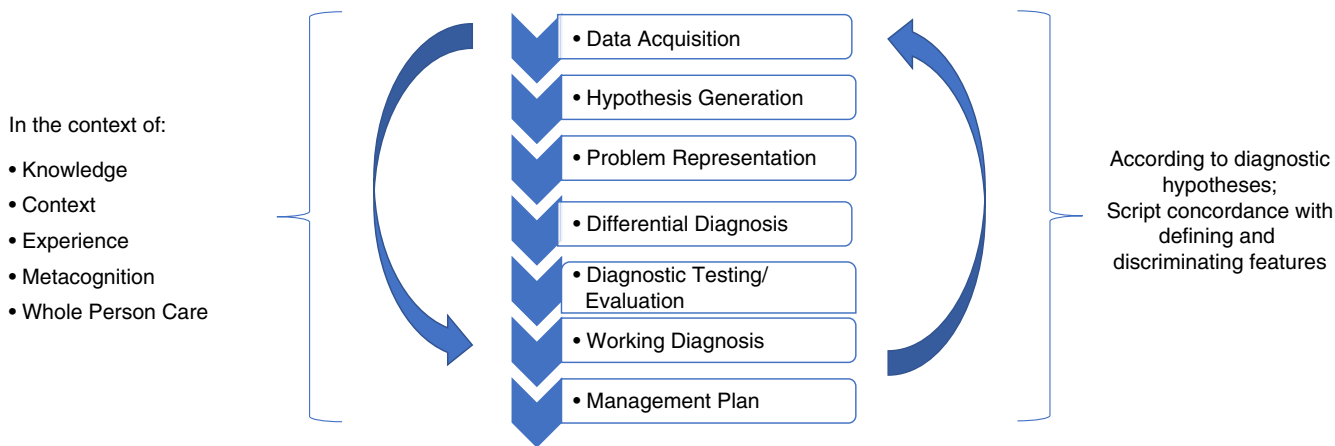 In the context of:
• Knowledge
• Context
• Experience
• Metacognition
• Whole Person Care
• Data Acquisition
• Hypothesis Generation
• Problem Representation
• Differential Diagnosis
• Diagnostic Testing/
Evaluation
• Working Diagnosis
• Management Plan
According to diagnostic
hypotheses;
Script concordance with
defining and
discriminating features